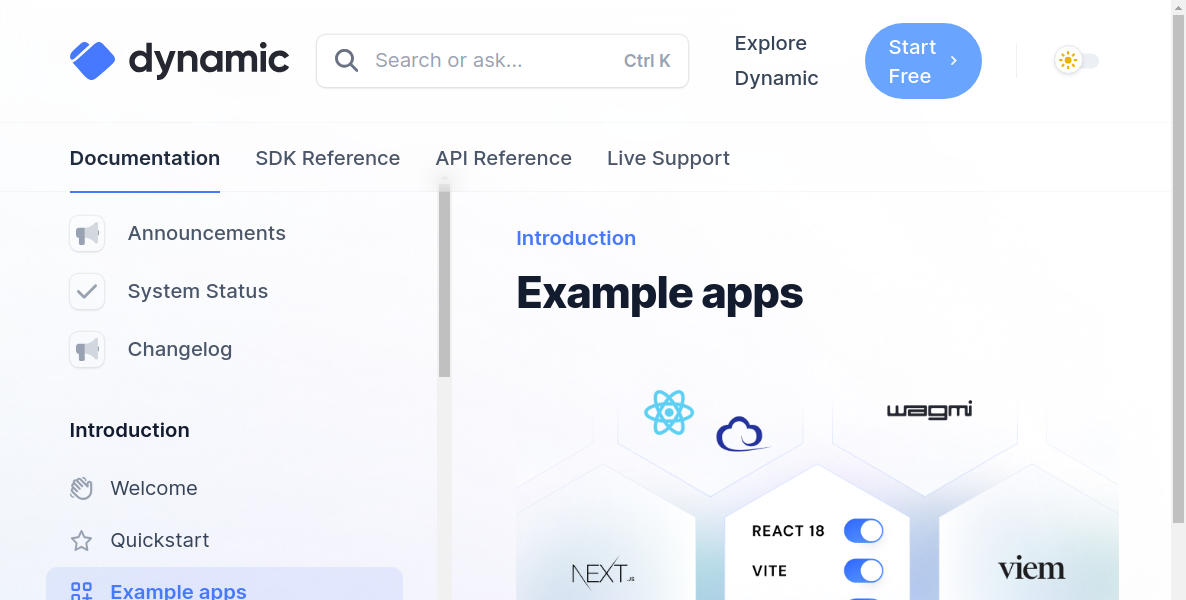 dynamic
Search or ask...
Ctrl K
Explore
Dynamic
Start
Free
Documentation
SDK Reference
API Reference
Live Support
Announcements
System Status
Changelog
Introduction
Welcome
Quickstart
Example apps
Introduction
Example apps
wagmi
REACT 18
VITE
NEXT.JS
viem